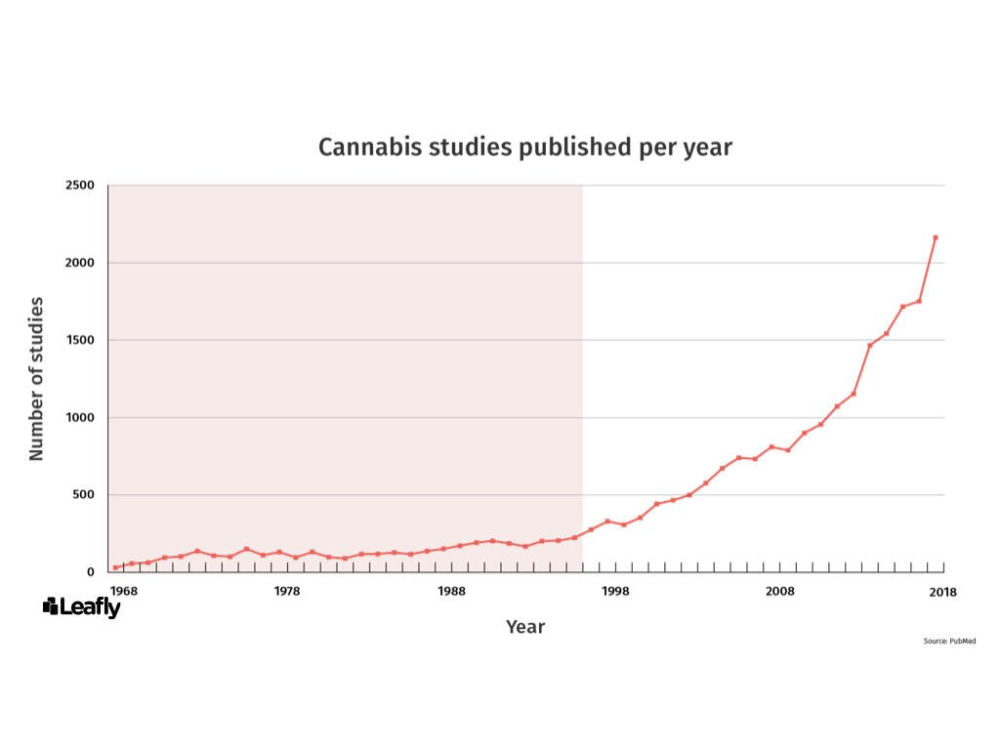 Cannabis studies published per year
2500
2000
1500
1000
500
0
Number of studies
1968
1978
1988
1998
2008
2018
Leafly
Year
Source: PubMed